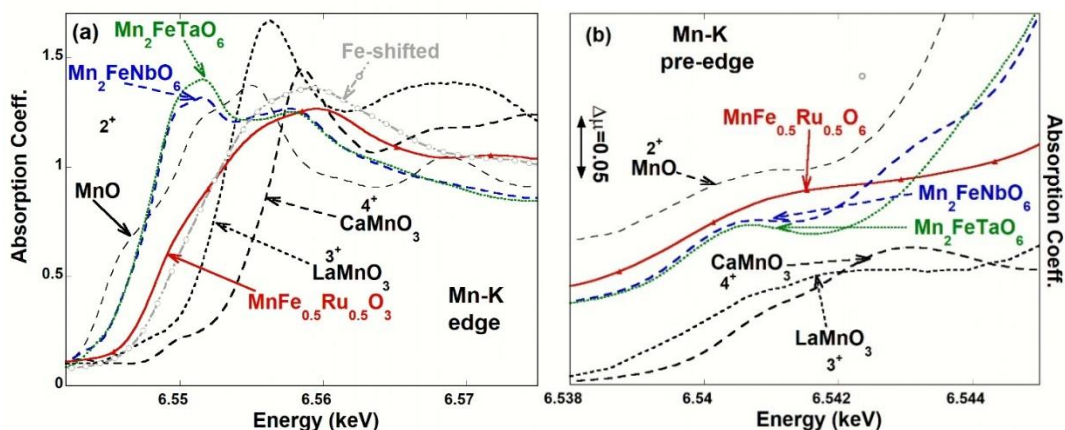 (a)
Mn2FeTaO6
Mn2FeNbO6
2+
MnO
Fe-shifted
4+
CaMnO3
3+
LaMnO3
MnFe0.5Ru0.5O3
Mn-K
edge
Absorption Coeff.
1.5
1
0.5
0
6.55
6.56
6.57
Energy (keV)
(b)
Mn-K
pre-edge
Δμ=0.05
MnFe0.5Ru0.5O6
2+
MnO
Mn2FeNbO6
Mn2FeTaO6
CaMnO3
4+
LaMnO3
3+
Absorption Coeff.
6.538
6.54
6.542
6.544
Energy (keV)